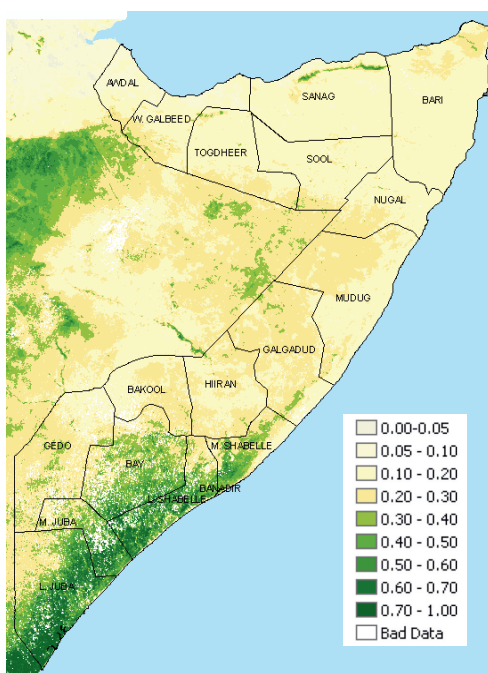 AWDAL
SANAG
BARI
W. GALBEED
TOGDHEER
SOOL
NUGAL
MUDUG
GALGADUD
BAKOOL
HIIRAN
GEDO
M. SHABELLE
BAY
BANADIR
L. SHABELLE
M. JUBA
L. JUBA
0.00-0.05
0.05 - 0.10
0.10 - 0.20
0.20 - 0.30
0.30 - 0.40
0.40 - 0.50
0.50 - 0.60
0.60 - 0.70
0.70 - 1.00
Bad Data